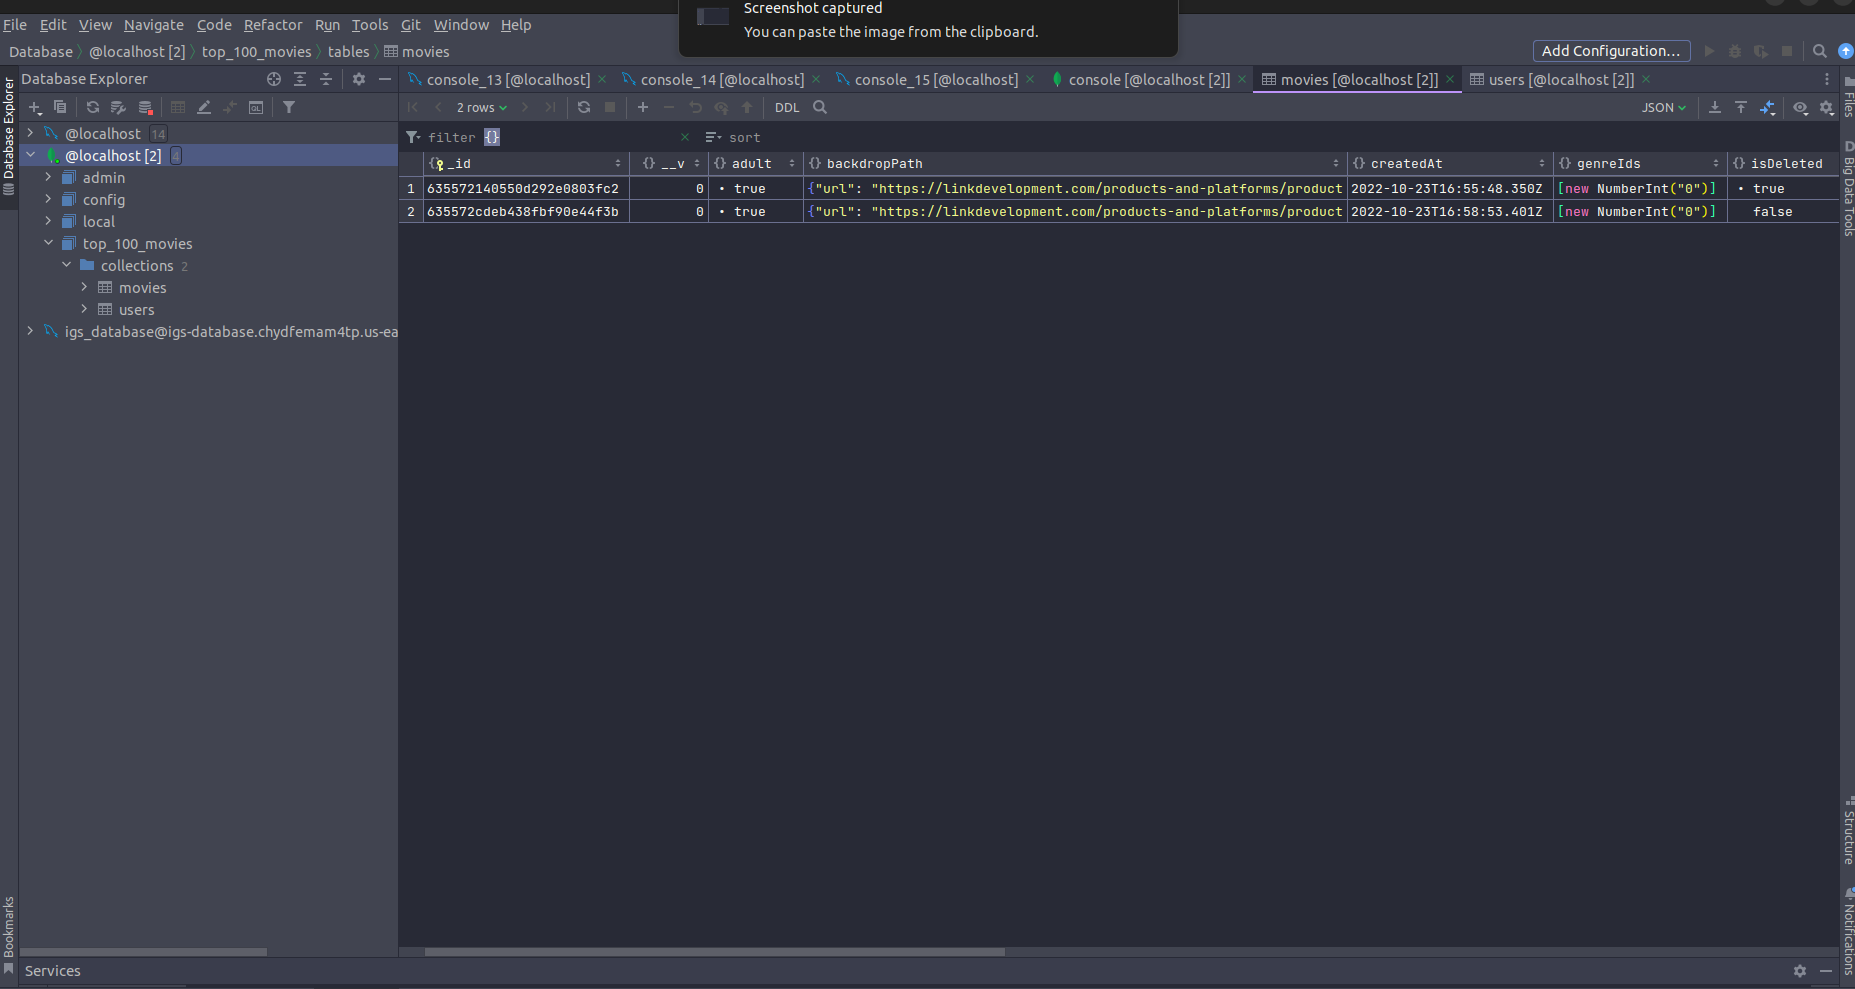 Screenshot captured
You can paste the image from the clipboard.
File Edit View Navigate Code Refactor Run Tools Git Window Help
Database @localhost [2] top_100_movies tables movies
Add Configuration...
Database Explorer
console_13 [@localhost] console_14 [@localhost] console_15 [@localhost] console [@localhost [2]] movies [@localhost [2]] users [@localhost [2]]
2 rows DDL JSON
filter {} sort
@localhost 14
@localhost [2] 4
admin
config
local
top_100_movies
collections 2
movies
users
igs_database@igs-database.chydfemam4tp.us-ea
_id __v adult backdropPath createdAt genreIds isDeleted
1 635572140550d292e0803fc2 0 • true {"url": "https://linkdevelopment.com/products-and-platforms/product 2022-10-23T16:55:48.350Z [new NumberInt("0")] • true
2 635572cdeb438fbf90e44f3b 0 • true {"url": "https://linkdevelopment.com/products-and-platforms/product 2022-10-23T16:58:53.401Z [new NumberInt("0")] false
Database Explorer
Bookmarks
Files
D Big Data Tools
Structure
Notifications
Services